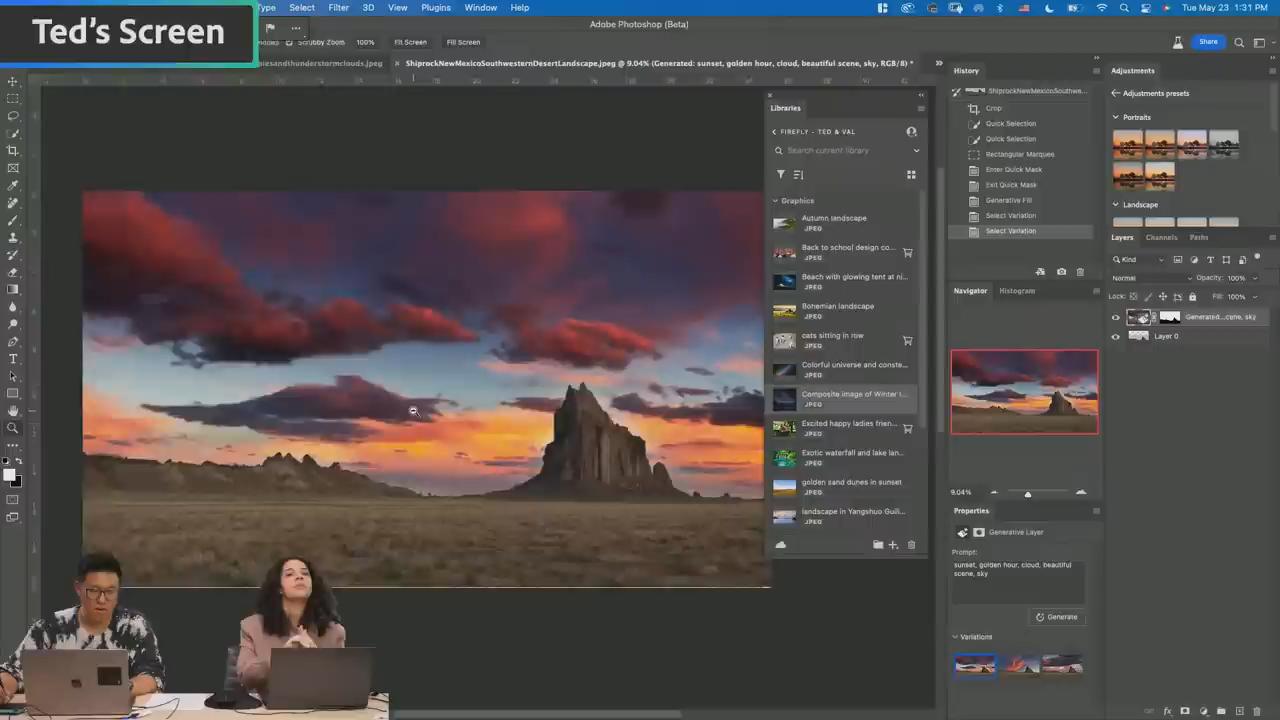 Ted's Screen
Type Select Filter 3D View Plugins Window Help
Tue May 23 1:31 PM
Adobe Photoshop (Beta)
Scrubby Zoom 100% Fit Screen Fill Screen
Share
iesandthunderstormclouds.jpeg
ShiprockNewMexicoSouthwesternDesertLandscape.jpeg @ 9.04% (Generated: sunset, golden hour, cloud, beautiful scene, sky, RGB/8) *
Libraries
FIREFLY - TED & VAL
Search current library
Graphics
Autumn landscape
JPEG
Back to school design co...
JPEG
Beach with glowing tent at ni...
JPEG
Bohemian landscape
JPEG
cats sitting in row
JPEG
Colorful universe and conste...
JPEG
Composite image of Winter l...
JPEG
Excited happy ladies frien...
JPEG
Exotic waterfall and lake lan...
JPEG
golden sand dunes in sunset
JPEG
landscape in Yangshuo Guili...
JPEG
History
ShiprockNewMexicoSouthwe...
Crop
Quick Selection
Quick Selection
Rectangular Marquee
Enter Quick Mask
Exit Quick Mask
Generative Fill
Select Variation
Select Variation
Navigator Histogram
9.04%
Properties
Generative Layer
Prompt:
sunset, golden hour, cloud, beautiful
scene, sky
Generate
Variations
Adjustments
Adjustments presets
Portraits
Landscape
Layers Channels Paths
Kind
Normal Opacity: 100%
Lock: Fill: 100%
Generated...cene, sky
Layer 0